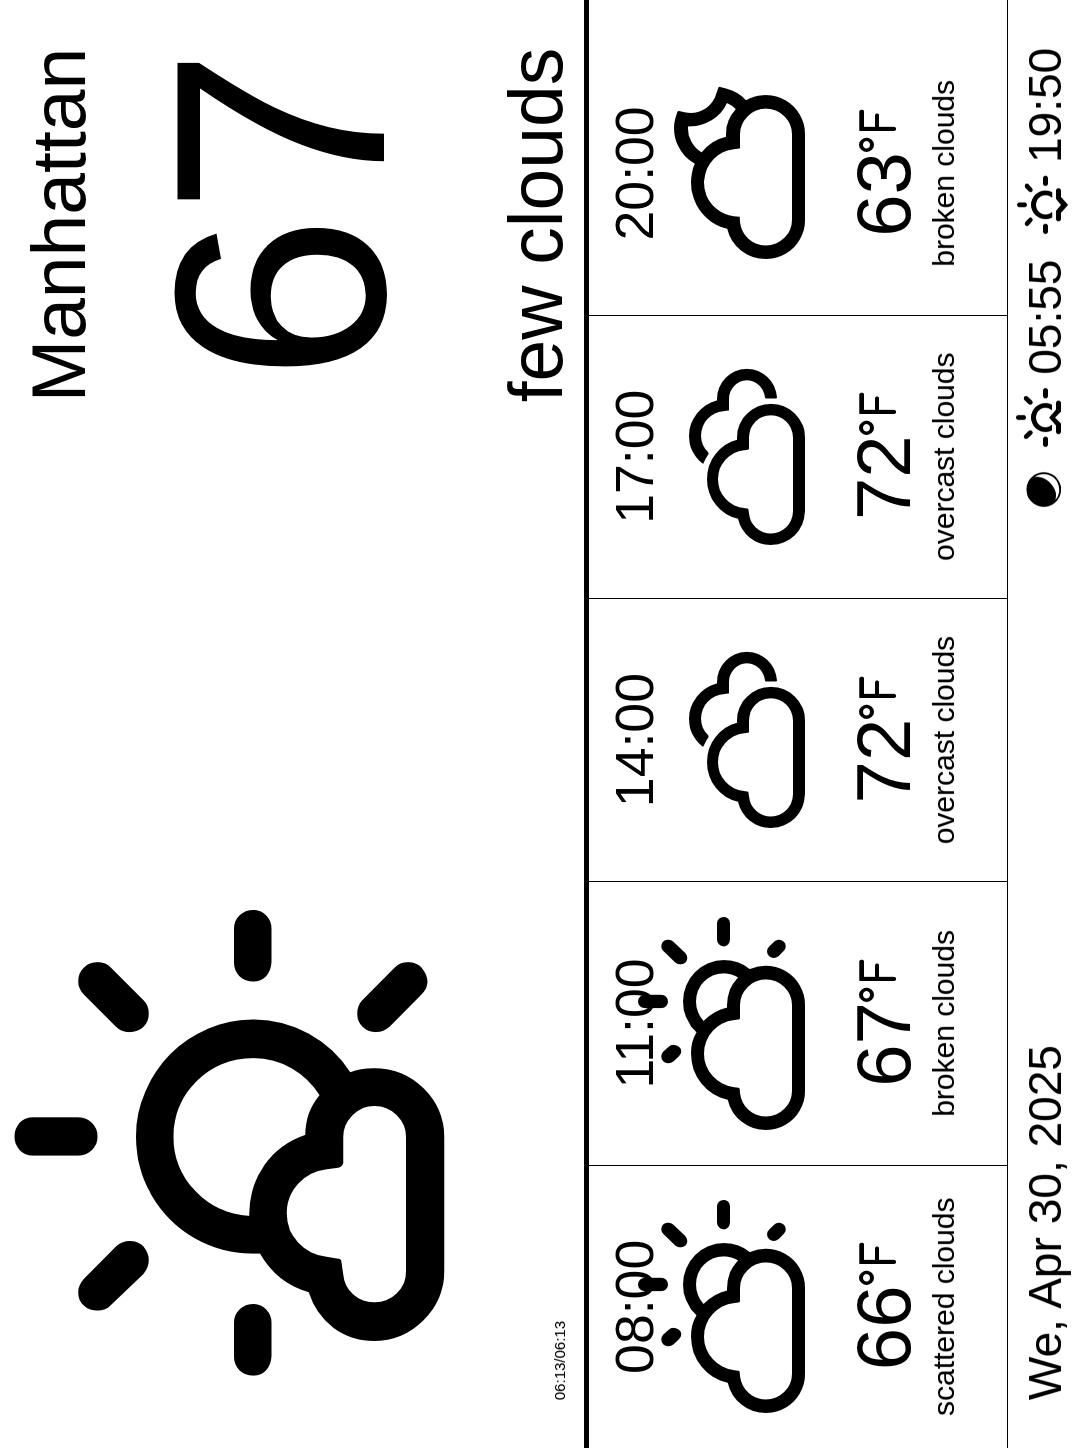 Manhattan
67
few clouds
06:13/06:13
08:00
66°F
scattered clouds
11:00
67°F
broken clouds
14:00
72°F
overcast clouds
17:00
72°F
overcast clouds
20:00
63°F
broken clouds
We, Apr 30, 2025
05:55 19:50